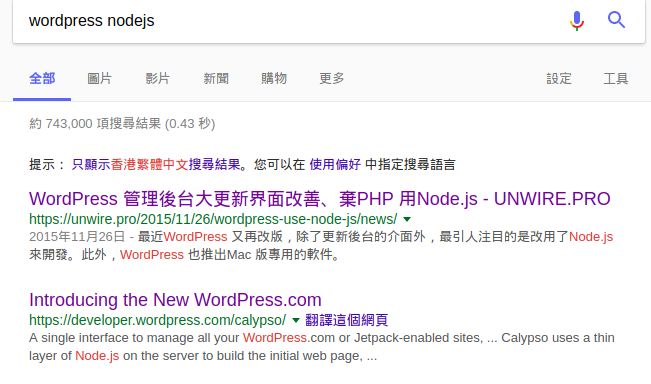 wordpress nodejs
全部 圖片 影片 新聞 購物 更多 設定 工具
約 743,000 項搜尋結果 (0.43 秒)
提示： 只顯示香港繁體中文搜尋結果。您可以在 使用偏好 中指定搜尋語言
WordPress 管理後台大更新界面改善、棄PHP 用Node.js - UNWIRE.PRO
https://unwire.pro/2015/11/26/wordpress-use-node-js/news/
2015年11月26日 - 最近WordPress 又再改版，除了更新後台的介面外，最引人注目的是改用了Node.js
來開發。此外，WordPress 也推出Mac 版專用的軟件。
Introducing the New WordPress.com
https://developer.wordpress.com/calypso/ 翻譯這個網頁
A single interface to manage all your WordPress.com or Jetpack-enabled sites, ... Calypso uses a thin
layer of Node.js on the server to build the initial web page, ...